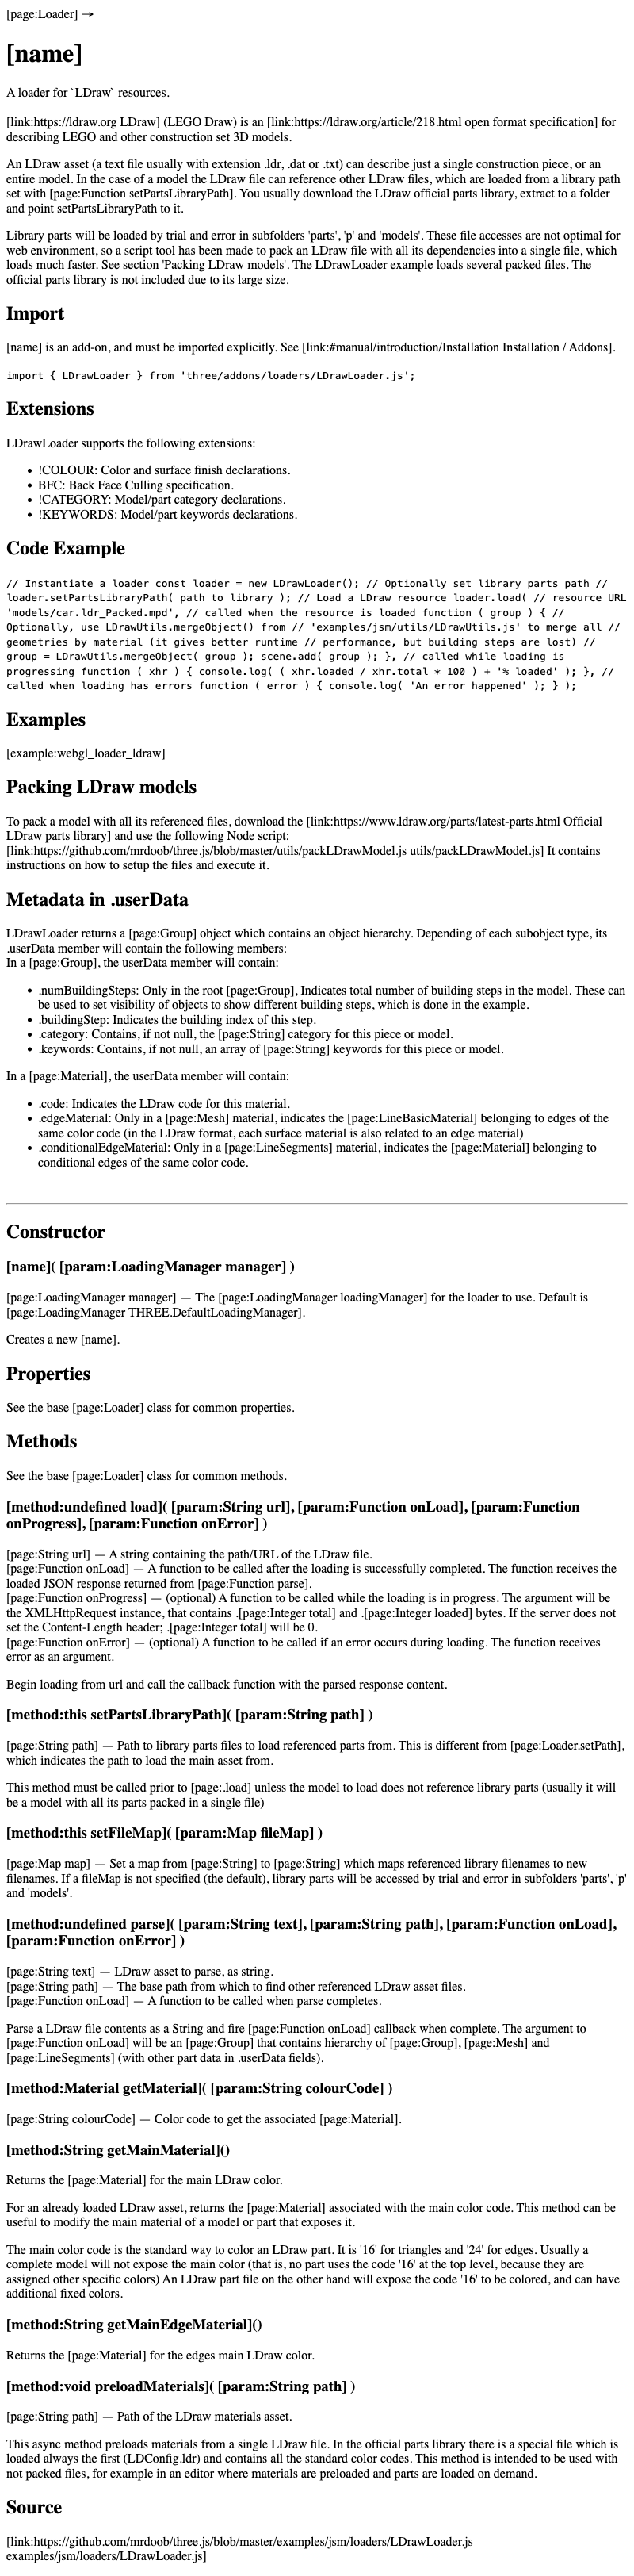 [page:Loader] →
[name]
A loader for `LDraw` resources.
[link:https://ldraw.org LDraw] (LEGO Draw) is an [link:https://ldraw.org/article/218.html open format specification] for
describing LEGO and other construction set 3D models.
An LDraw asset (a text file usually with extension .ldr, .dat or .txt) can describe just a single construction piece, or an
entire model. In the case of a model the LDraw file can reference other LDraw files, which are loaded from a library path
set with [page:Function setPartsLibraryPath]. You usually download the LDraw official parts library, extract to a folder
and point setPartsLibraryPath to it.
Library parts will be loaded by trial and error in subfolders 'parts', 'p' and 'models'. These file accesses are not optimal for
web environment, so a script tool has been made to pack an LDraw file with all its dependencies into a single file, which
loads much faster. See section 'Packing LDraw models'. The LDrawLoader example loads several packed files. The
official parts library is not included due to its large size.
Import
[name] is an add-on, and must be imported explicitly. See [link:#manual/introduction/Installation Installation / Addons].
import { LDrawLoader } from 'three/addons/loaders/LDrawLoader.js';
Extensions
LDrawLoader supports the following extensions:
• !COLOUR: Color and surface finish declarations.
• BFC: Back Face Culling specification.
• !CATEGORY: Model/part category declarations.
• !KEYWORDS: Model/part keywords declarations.
Code Example
// Instantiate a loader const loader = new LDrawLoader(); // Optionally set library parts path //
loader.setPartsLibraryPath( path to library ); // Load a LDraw resource loader.load( // resource URL
'models/car.ldr_Packed.mpd', // called when the resource is loaded function ( group ) { //
Optionally, use LDrawUtils.mergeObject() from // 'examples/jsm/utils/LDrawUtils.js' to merge all //
geometries by material (it gives better runtime // performance, but building steps are lost) //
group = LDrawUtils.mergeObject( group ); scene.add( group ); }, // called while loading is
progressing function ( xhr ) { console.log( ( xhr.loaded / xhr.total * 100 ) + '% loaded' ); }, //
called when loading has errors function ( error ) { console.log( 'An error happened' ); } );
Examples
[example:webgl_loader_ldraw]
Packing LDraw models
To pack a model with all its referenced files, download the [link:https://www.ldraw.org/parts/latest-parts.html Official
LDraw parts library] and use the following Node script:
[link:https://github.com/mrdoob/three.js/blob/master/utils/packLDrawModel.js utils/packLDrawModel.js] It contains
instructions on how to setup the files and execute it.
Metadata in .userData
LDrawLoader returns a [page:Group] object which contains an object hierarchy. Depending of each subobject type, its
.userData member will contain the following members:
In a [page:Group], the userData member will contain:
• .numBuildingSteps: Only in the root [page:Group], Indicates total number of building steps in the model. These can
be used to set visibility of objects to show different building steps, which is done in the example.
• .buildingStep: Indicates the building index of this step.
• .category: Contains, if not null, the [page:String] category for this piece or model.
• .keywords: Contains, if not null, an array of [page:String] keywords for this piece or model.
In a [page:Material], the userData member will contain:
• .code: Indicates the LDraw code for this material.
• .edgeMaterial: Only in a [page:Mesh] material, indicates the [page:LineBasicMaterial] belonging to edges of the
same color code (in the LDraw format, each surface material is also related to an edge material)
• .conditionalEdgeMaterial: Only in a [page:LineSegments] material, indicates the [page:Material] belonging to
conditional edges of the same color code.
Constructor
[name]( [param:LoadingManager manager] )
[page:LoadingManager manager] — The [page:LoadingManager loadingManager] for the loader to use. Default is
[page:LoadingManager THREE.DefaultLoadingManager].
Creates a new [name].
Properties
See the base [page:Loader] class for common properties.
Methods
See the base [page:Loader] class for common methods.
[method:undefined load]( [param:String url], [param:Function onLoad], [param:Function
onProgress], [param:Function onError] )
[page:String url] — A string containing the path/URL of the LDraw file.
[page:Function onLoad] — A function to be called after the loading is successfully completed. The function receives the
loaded JSON response returned from [page:Function parse].
[page:Function onProgress] — (optional) A function to be called while the loading is in progress. The argument will be
the XMLHttpRequest instance, that contains .[page:Integer total] and .[page:Integer loaded] bytes. If the server does not
set the Content-Length header; .[page:Integer total] will be 0.
[page:Function onError] — (optional) A function to be called if an error occurs during loading. The function receives
error as an argument.
Begin loading from url and call the callback function with the parsed response content.
[method:this setPartsLibraryPath]( [param:String path] )
[page:String path] — Path to library parts files to load referenced parts from. This is different from [page:Loader.setPath],
which indicates the path to load the main asset from.
This method must be called prior to [page:.load] unless the model to load does not reference library parts (usually it will
be a model with all its parts packed in a single file)
[method:this setFileMap]( [param:Map fileMap] )
[page:Map map] — Set a map from [page:String] to [page:String] which maps referenced library filenames to new
filenames. If a fileMap is not specified (the default), library parts will be accessed by trial and error in subfolders 'parts', 'p'
and 'models'.
[method:undefined parse]( [param:String text], [param:String path], [param:Function onLoad],
[param:Function onError] )
[page:String text] — LDraw asset to parse, as string.
[page:String path] — The base path from which to find other referenced LDraw asset files.
[page:Function onLoad] — A function to be called when parse completes.
Parse a LDraw file contents as a String and fire [page:Function onLoad] callback when complete. The argument to
[page:Function onLoad] will be an [page:Group] that contains hierarchy of [page:Group], [page:Mesh] and
[page:LineSegments] (with other part data in .userData fields).
[method:Material getMaterial]( [param:String colourCode] )
[page:String colourCode] — Color code to get the associated [page:Material].
[method:String getMainMaterial]()
Returns the [page:Material] for the main LDraw color.
For an already loaded LDraw asset, returns the [page:Material] associated with the main color code. This method can be
useful to modify the main material of a model or part that exposes it.
The main color code is the standard way to color an LDraw part. It is '16' for triangles and '24' for edges. Usually a
complete model will not expose the main color (that is, no part uses the code '16' at the top level, because they are
assigned other specific colors) An LDraw part file on the other hand will expose the code '16' to be colored, and can have
additional fixed colors.
[method:String getMainEdgeMaterial]()
Returns the [page:Material] for the edges main LDraw color.
[method:void preloadMaterials]( [param:String path] )
[page:String path] — Path of the LDraw materials asset.
This async method preloads materials from a single LDraw file. In the official parts library there is a special file which is
loaded always the first (LDConfig.ldr) and contains all the standard color codes. This method is intended to be used with
not packed files, for example in an editor where materials are preloaded and parts are loaded on demand.
Source
[link:https://github.com/mrdoob/three.js/blob/master/examples/jsm/loaders/LDrawLoader.js
examples/jsm/loaders/LDrawLoader.js]